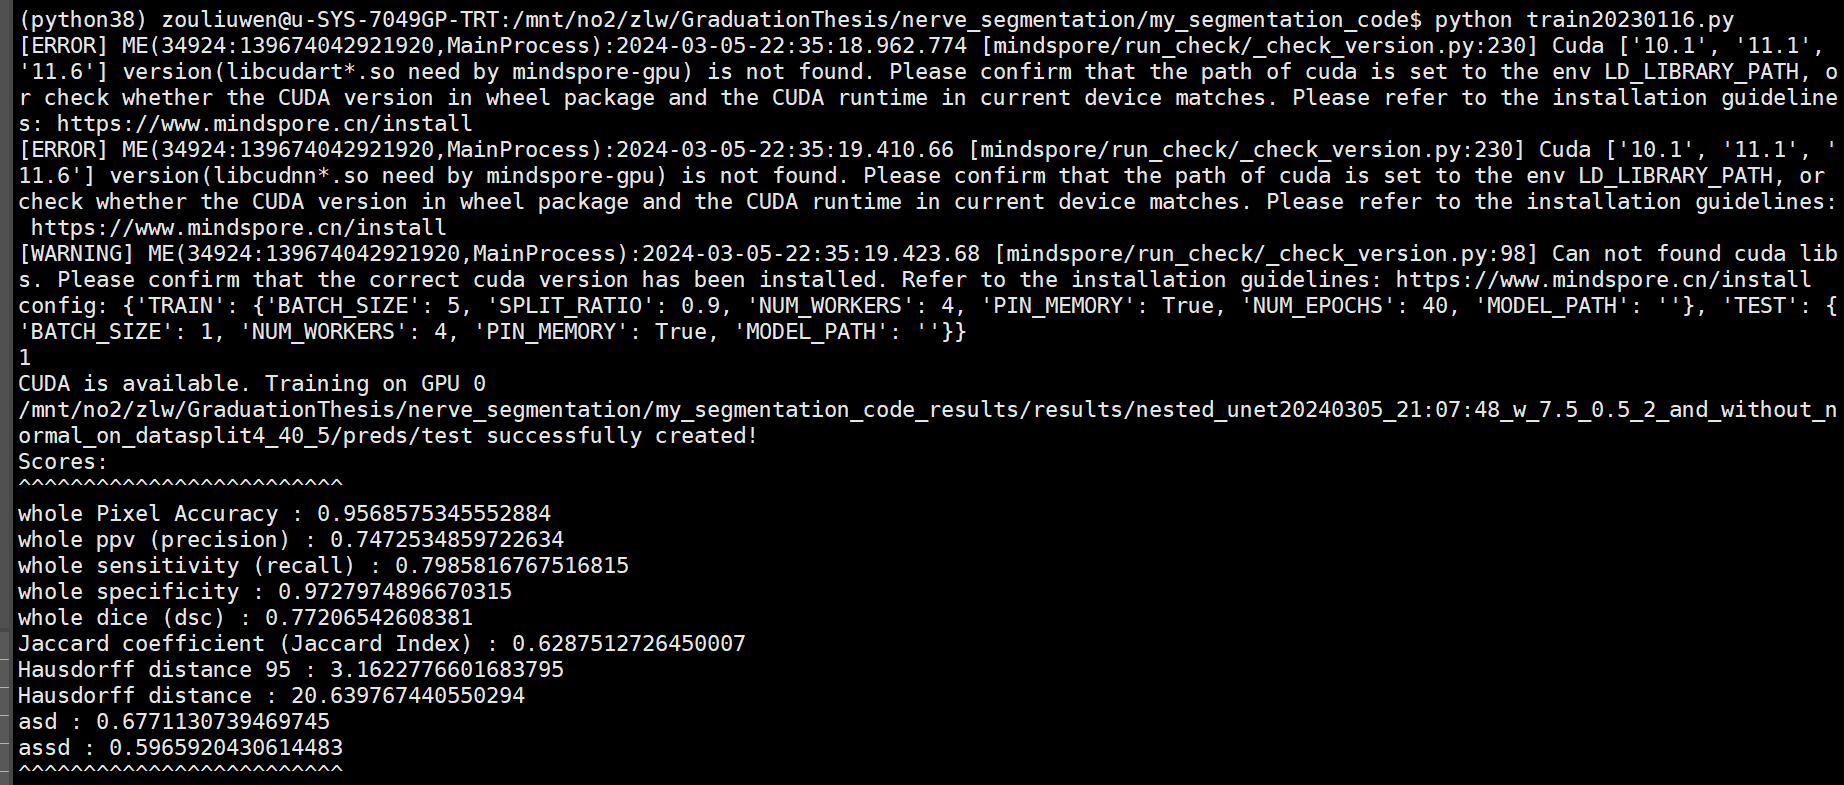 (python38) zouliuwen@u-SYS-7049GP-TRT:/mnt/no2/zlw/GraduationThesis/nerve_segmentation/my_segmentation_code$ python train20230116.py
[ERROR] ME(34924:139674042921920,MainProcess):2024-03-05-22:35:18.962.774 [mindspore/run_check/_check_version.py:230] Cuda ['10.1', '11.1',
'11.6'] version(libcudart*.so need by mindspore-gpu) is not found. Please confirm that the path of cuda is set to the env LD_LIBRARY_PATH, o
r check whether the CUDA version in wheel package and the CUDA runtime in current device matches. Please refer to the installation guideline
s: https://www.mindspore.cn/install
[ERROR] ME(34924:139674042921920,MainProcess):2024-03-05-22:35:19.410.66 [mindspore/run_check/_check_version.py:230] Cuda ['10.1', '11.1', '
11.6'] version(libcudnn*.so need by mindspore-gpu) is not found. Please confirm that the path of cuda is set to the env LD_LIBRARY_PATH, or
check whether the CUDA version in wheel package and the CUDA runtime in current device matches. Please refer to the installation guidelines:
https://www.mindspore.cn/install
[WARNING] ME(34924:139674042921920,MainProcess):2024-03-05-22:35:19.423.68 [mindspore/run_check/_check_version.py:98] Can not found cuda lib
s. Please confirm that the correct cuda version has been installed. Refer to the installation guidelines: https://www.mindspore.cn/install
config: {'TRAIN': {'BATCH_SIZE': 5, 'SPLIT_RATIO': 0.9, 'NUM_WORKERS': 4, 'PIN_MEMORY': True, 'NUM_EPOCHS': 40, 'MODEL_PATH': ''}, 'TEST': {
'BATCH_SIZE': 1, 'NUM_WORKERS': 4, 'PIN_MEMORY': True, 'MODEL_PATH': ''}}
1
CUDA is available. Training on GPU 0
/mnt/no2/zlw/GraduationThesis/nerve_segmentation/my_segmentation_code_results/results/nested_unet20240305_21:07:48_w_7.5_0.5_2_and_without_n
ormal_on_datasplit4_40_5/preds/test successfully created!
Scores:
^^^^^^^^^^^^^^^^^^^^^^^^^
whole Pixel Accuracy : 0.9568575345552884
whole ppv (precision) : 0.7472534859722634
whole sensitivity (recall) : 0.7985816767516815
whole specificity : 0.9727974896670315
whole dice (dsc) : 0.77206542608381
Jaccard coefficient (Jaccard Index) : 0.6287512726450007
Hausdorff distance 95 : 3.1622776601683795
Hausdorff distance : 20.639767440550294
asd : 0.6771130739469745
assd : 0.5965920430614483
^^^^^^^^^^^^^^^^^^^^^^^^^